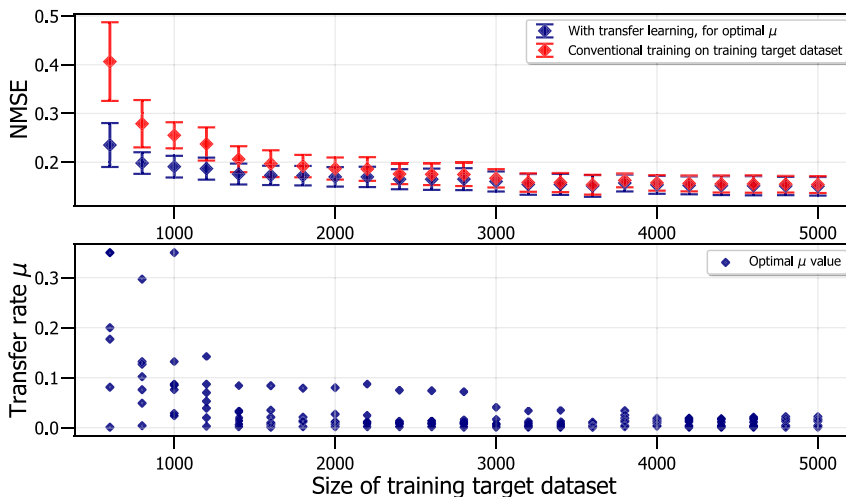 0.5
0.4
0.3
0.2
NMSE
With transfer learning, for optimal μ
Conventional training on training target dataset
1000 2000 3000 4000 5000
0.3
0.2
0.1
0.0
Transfer rate μ
Optimal μ value
1000 2000 3000 4000 5000
Size of training target dataset